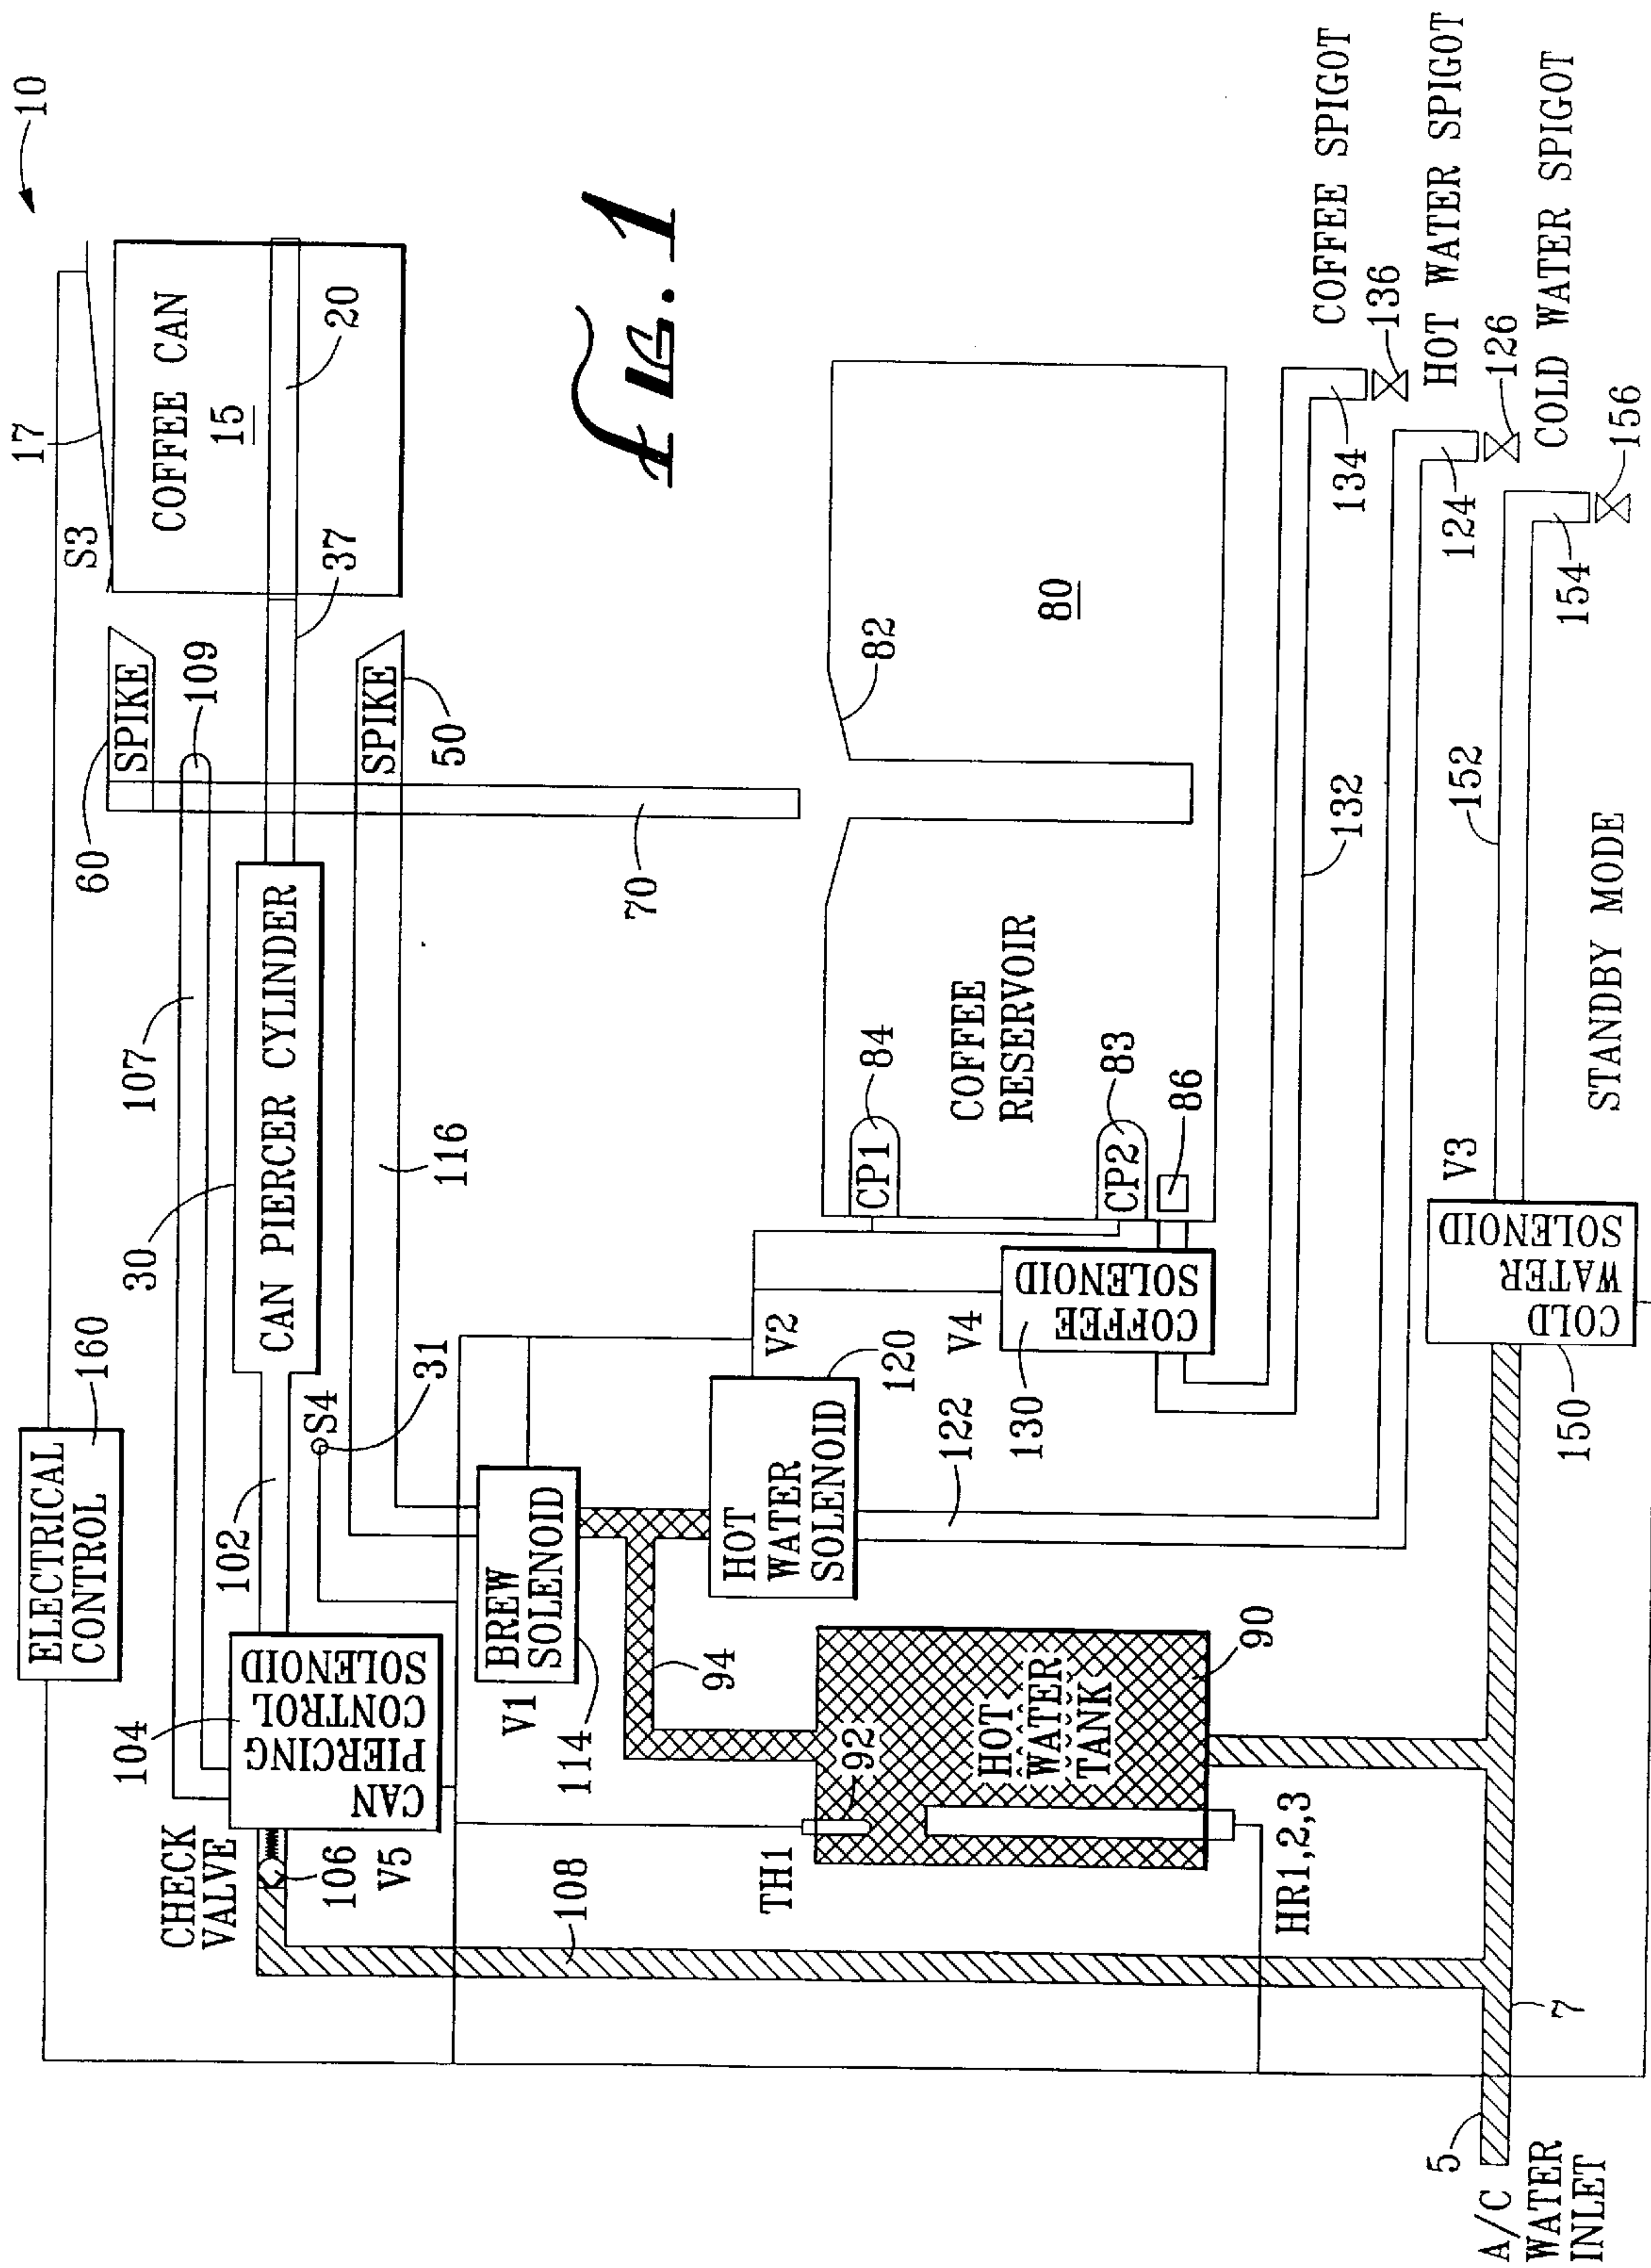 10
17
S3
COFFEE CAN
15
20
37
60
SPIKE
109
SPIKE
50
107
30
CAN PIERCER CYLINDER
116
70
160
ELECTRICAL
CONTROL
102
S4
31
104
CAN
PIERCING
CONTROL
SOLENOID
CHECK
VALVE
106
V5
108
BREW
SOLENOID
V1
114
94
HOT
WATER
SOLENOID
V2
120
122
V4
130
COFFEE
SOLENOID
CP1
84
CP2
83
86
COFFEE
RESERVOIR
82
80
fig. 1
TH1
92
HOT
WATER
TANK
90
HR1,2,3
132
134
COFFEE SPIGOT
136
HOT WATER SPIGOT
124
126
COLD WATER SPIGOT
152
154
156
V3
COLD
WATER
SOLENOID
150
STANDBY MODE
5
7
A/C
WATER
INLET